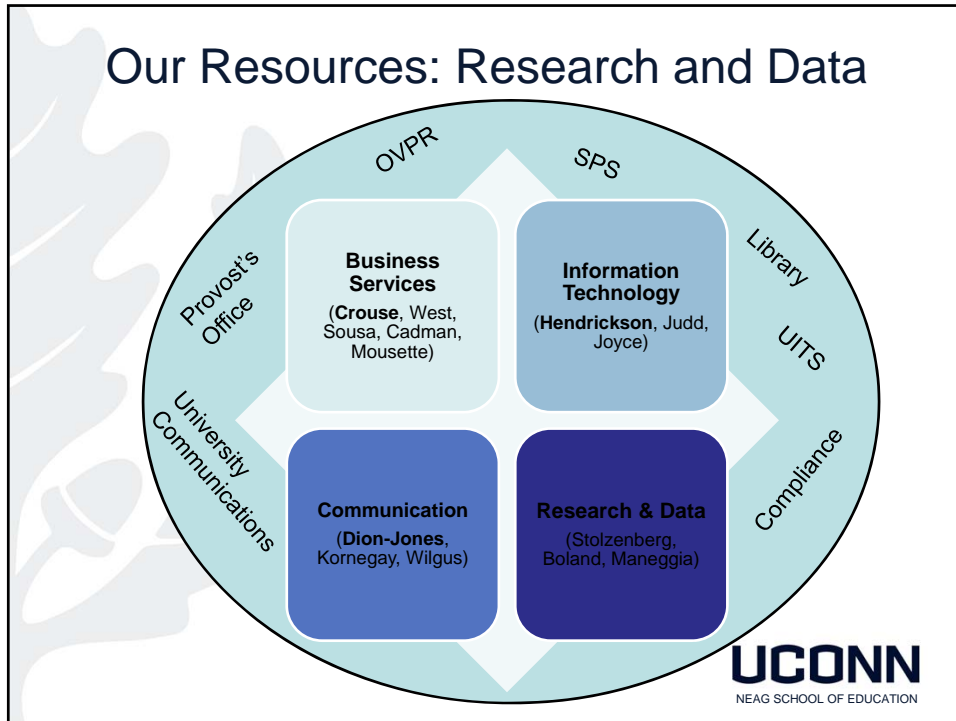 Our Resources: Research and Data
OVPR
SPS
Provost's
Office
Library
UITS
University
Communications
Compliance
Business
Services
(Crouse, West,
Sousa, Cadman,
Mousette)
Information
Technology
(Hendrickson, Judd,
Joyce)
Communication
(Dion-Jones,
Kornegay, Wilgus)
Research & Data
(Stolzenberg,
Boland, Maneggia)
UCONN
NEAG SCHOOL OF EDUCATION